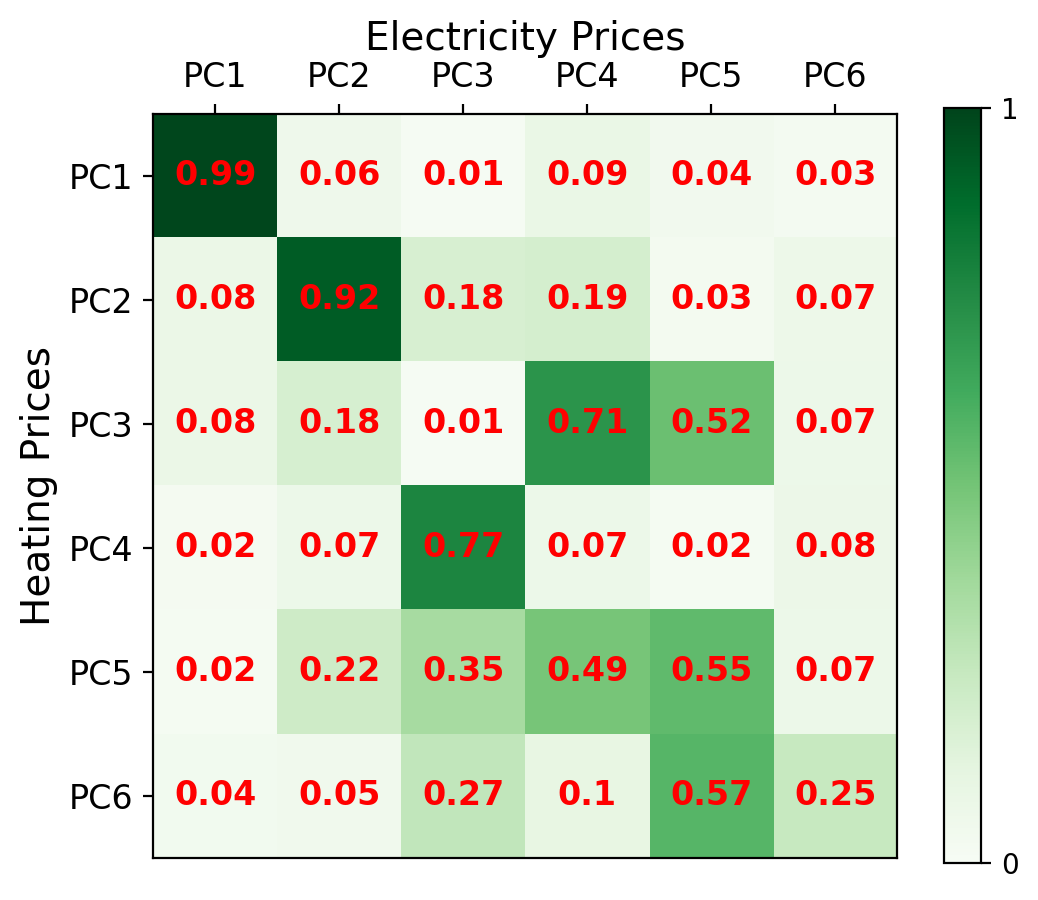 Electricity Prices
PC1 PC2 PC3 PC4 PC5 PC6
1
PC1 0.99 0.06 0.01 0.09 0.04 0.03
PC2 0.08 0.92 0.18 0.19 0.03 0.07
PC3 0.08 0.18 0.01 0.71 0.52 0.07
PC4 0.02 0.07 0.77 0.07 0.02 0.08
PC5 0.02 0.22 0.35 0.49 0.55 0.07
PC6 0.04 0.05 0.27 0.1 0.57 0.25
0
Heating Prices